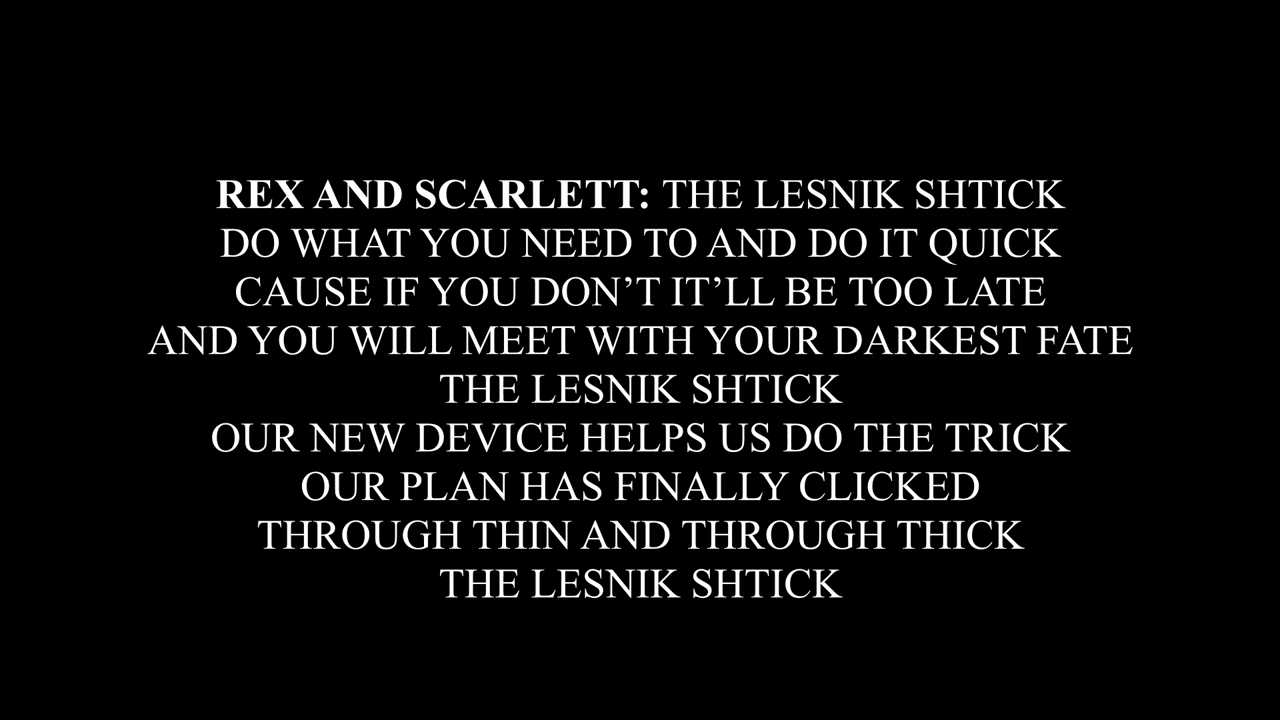 REX AND SCARLETT: THE LESNIK SHTICK
DO WHAT YOU NEED TO AND DO IT QUICK
CAUSE IF YOU DON’T IT’LL BE TOO LATE
AND YOU WILL MEET WITH YOUR DARKEST FATE
THE LESNIK SHTICK
OUR NEW DEVICE HELPS US DO THE TRICK
OUR PLAN HAS FINALLY CLICKED
THROUGH THIN AND THROUGH THICK
THE LESNIK SHTICK